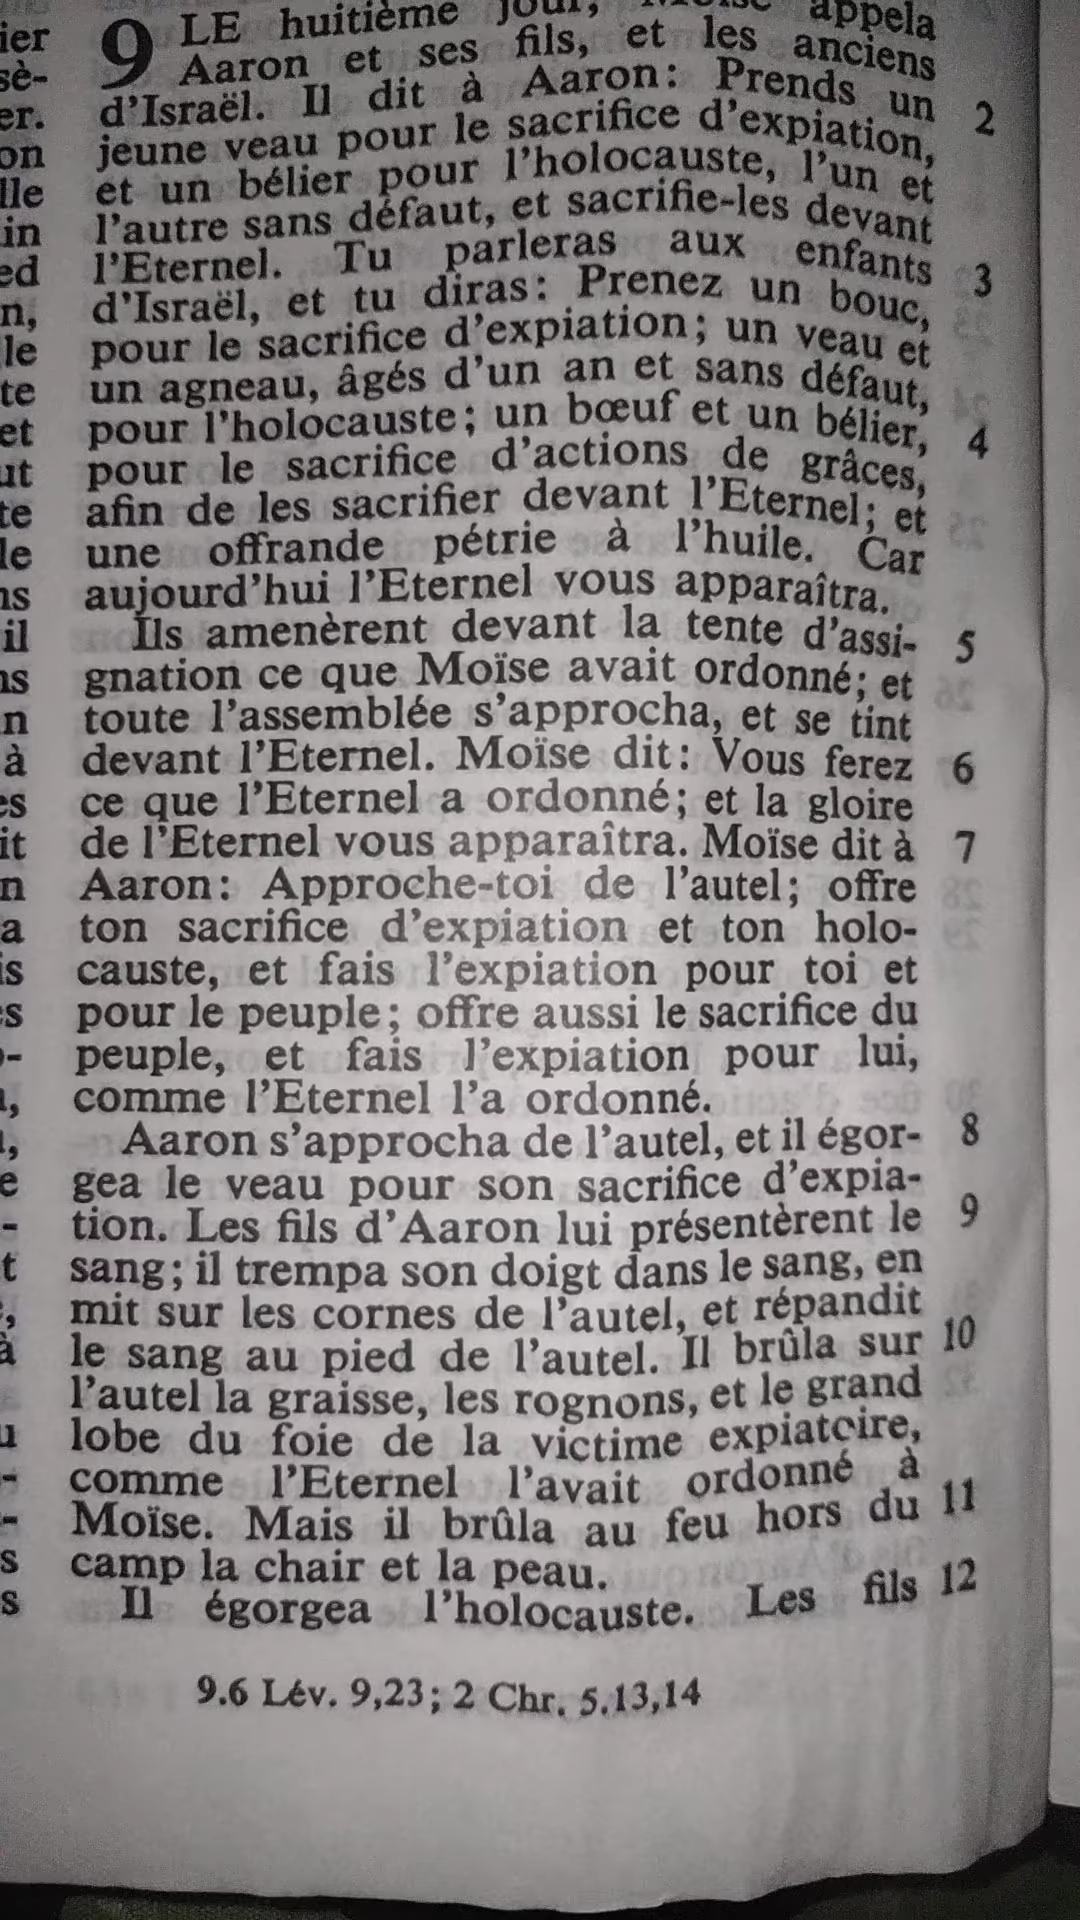 9 LE huitième jour, Moïse appela
Aaron et ses fils, et les anciens
d'Israël. Il dit à Aaron: Prends un 2
jeune veau pour le sacrifice d'expiation,
et un bélier pour l'holocauste, l'un et
l'autre sans défaut, et sacrifie-les devant
l'Eternel. Tu parleras aux enfants 3
d'Israël, et tu diras: Prenez un bouc,
pour le sacrifice d'expiation; un veau et
un agneau, âgés d'un an et sans défaut,
pour l'holocauste; un bœuf et un bélier, 4
pour le sacrifice d'actions de grâces,
afin de les sacrifier devant l'Eternel; et
une offrande pétrie à l'huile. Car
aujourd'hui l'Eternel vous apparaîtra.
Ils amenèrent devant la tente d'assi- 5
gnation ce que Moïse avait ordonné; et
toute l'assemblée s'approcha, et se tint
devant l'Eternel. Moïse dit: Vous ferez 6
ce que l'Eternel a ordonné; et la gloire
de l'Eternel vous apparaîtra. Moïse dit à 7
Aaron: Approche-toi de l'autel; offre
ton sacrifice d'expiation et ton holo-
causte, et fais l'expiation pour toi et
pour le peuple; offre aussi le sacrifice du
peuple, et fais l'expiation pour lui,
comme l'Eternel l'a ordonné.
Aaron s'approcha de l'autel, et il égor- 8
gea le veau pour son sacrifice d'expia-
tion. Les fils d'Aaron lui présentèrent le 9
sang; il trempa son doigt dans le sang, en
mit sur les cornes de l'autel, et répandit
le sang au pied de l'autel. Il brûla sur 10
l'autel la graisse, les rognons, et le grand
lobe du foie de la victime expiatoire,
comme l'Eternel l'avait ordonné à
Moïse. Mais il brûla au feu hors du 11
camp la chair et la peau.
Il égorgea l'holocauste. Les fils 12
9.6 Lév. 9,23; 2 Chr. 5.13,14